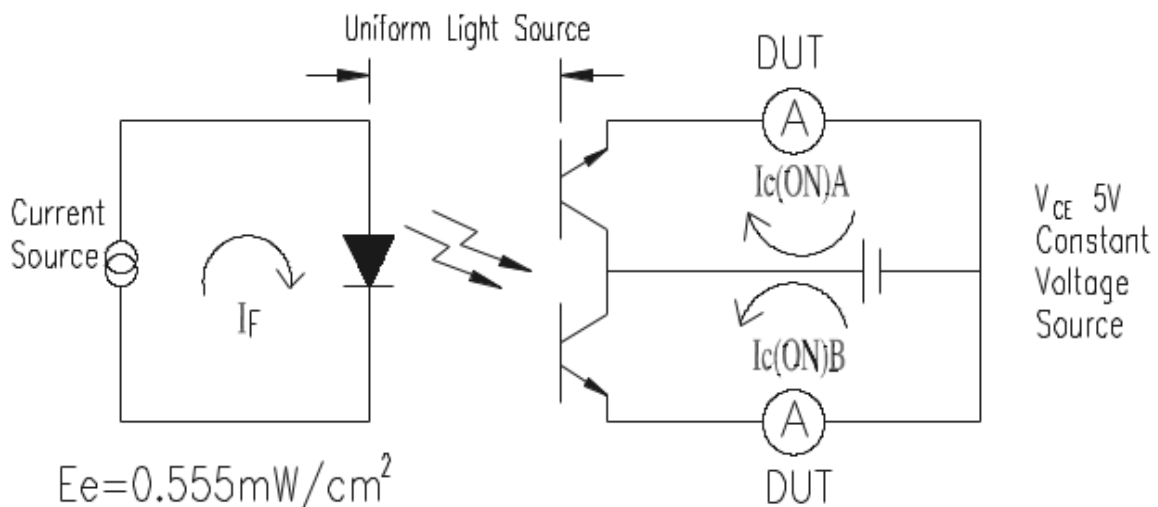 Uniform Light Source
DUT
A
Ic(ON)A
Current
Source
IF
VCE 5V
Constant
Voltage
Source
Ic(ON)B
A
DUT
Ee=0.555mW/cm²